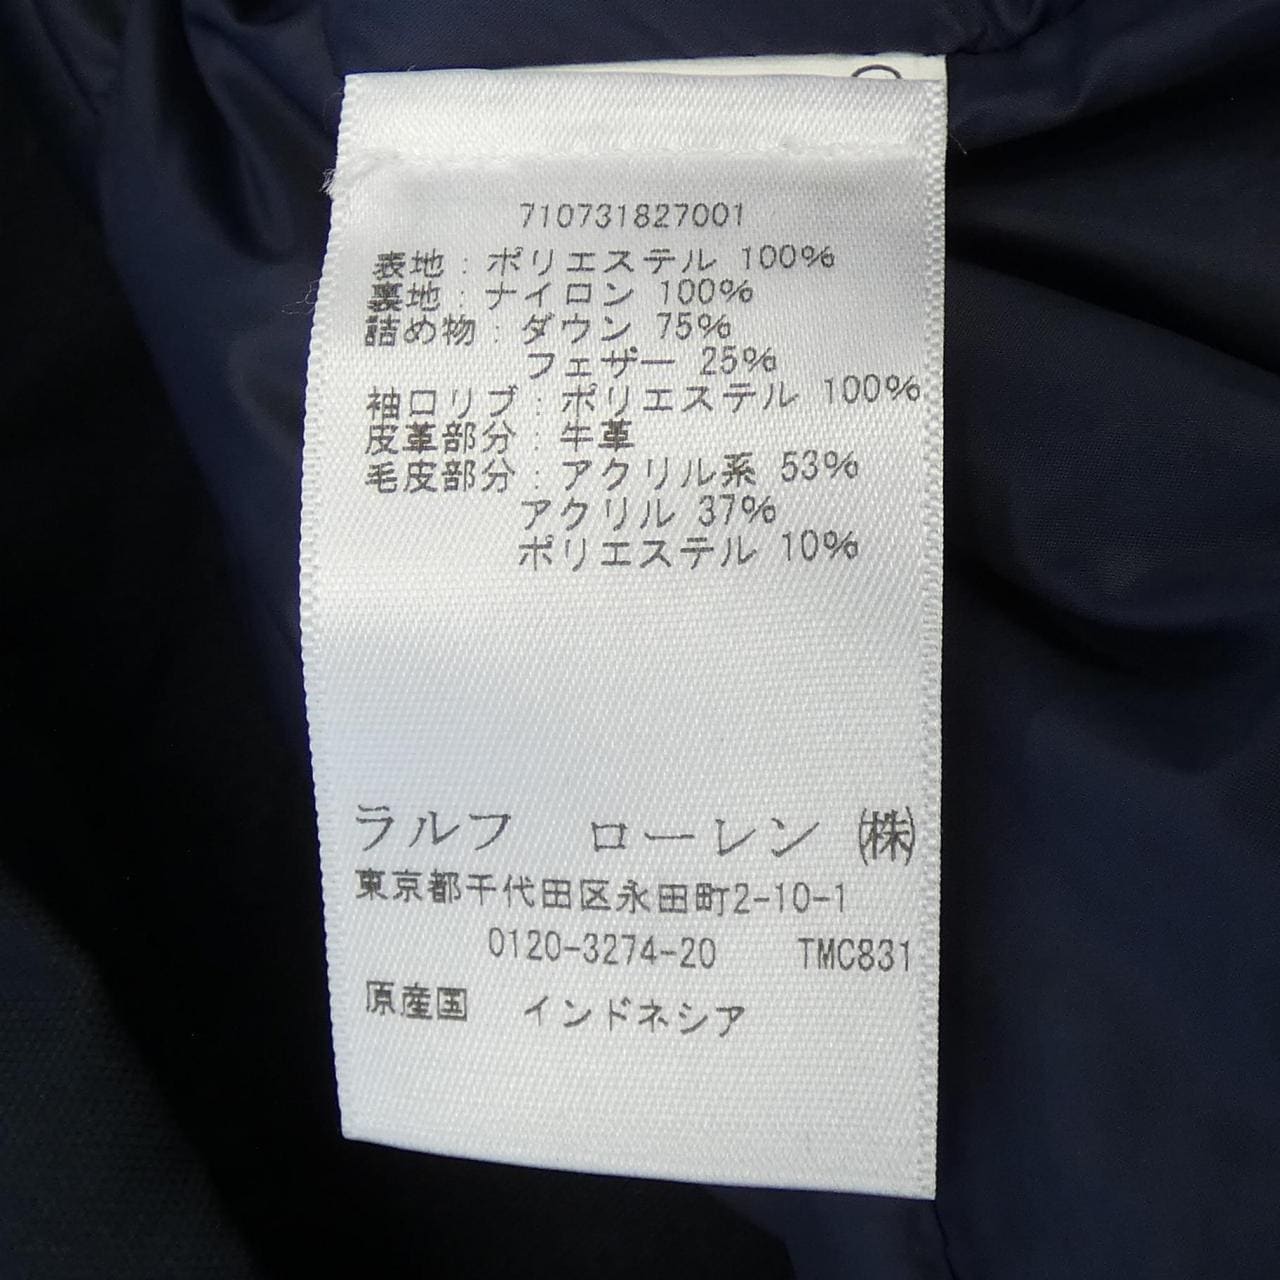 710731827001
表地：ポリエステル 100%
裏地：ナイロン 100%
詰め物：ダウン 75%
フェザー 25%
袖口リブ：ポリエステル 100%
皮革部分：牛革
毛皮部分：アクリル系 53%
アクリル 37%
ポリエステル 10%
ラルフ ローレン ㈱
東京都千代田区永田町2-10-1
0120-3274-20 TMC831
原産国 インドネシア